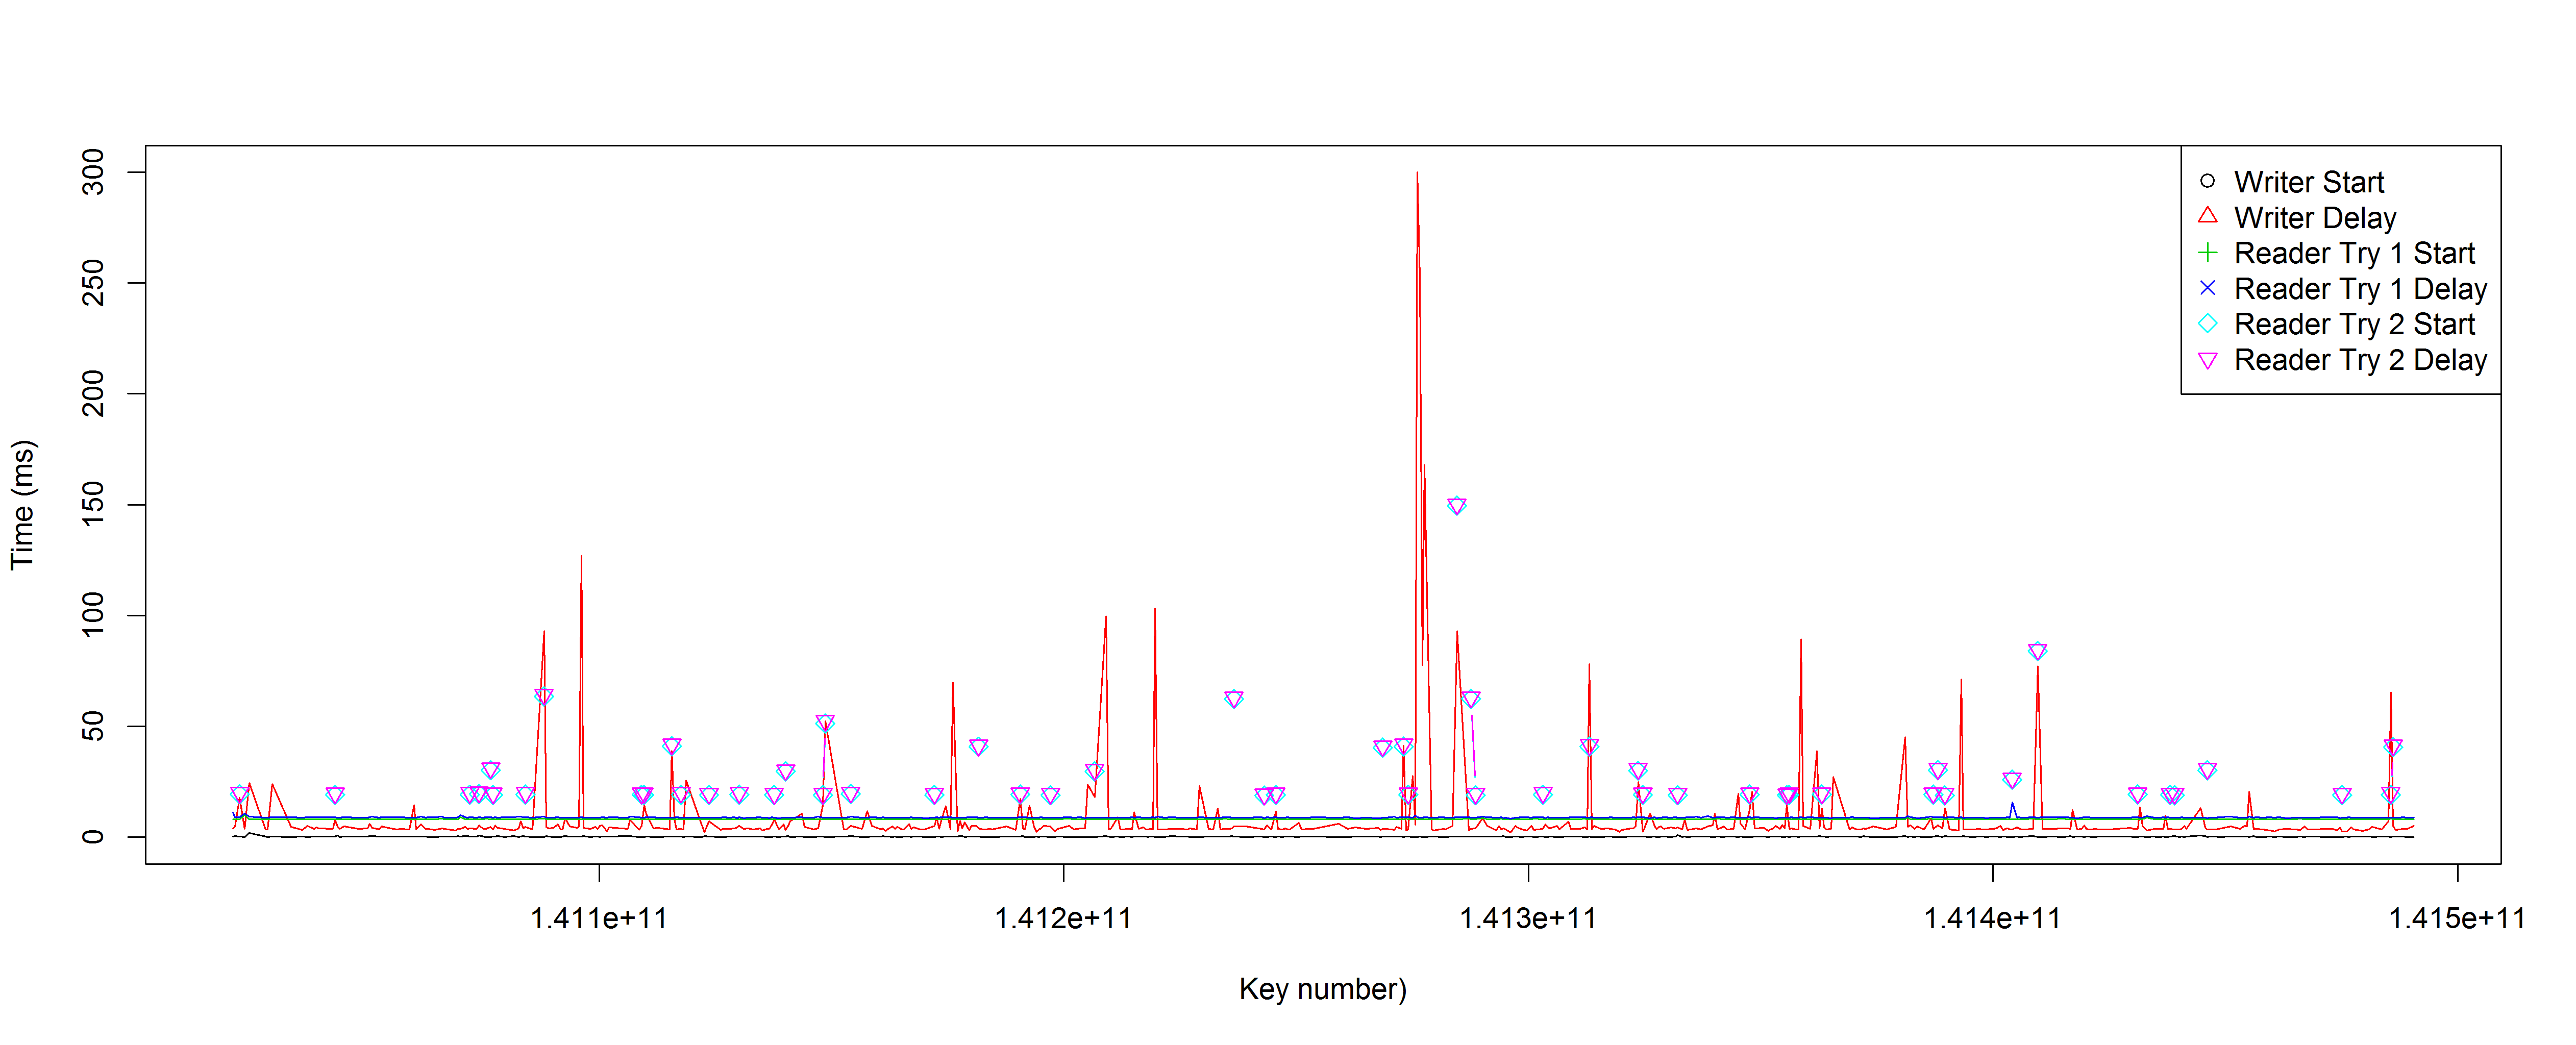 300
250
200
150
100
50
0
Time (ms)
Writer Start
Writer Delay
Reader Try 1 Start
Reader Try 1 Delay
Reader Try 2 Start
Reader Try 2 Delay
1.411e+11 1.412e+11 1.413e+11 1.414e+11 1.415e+11
Key number)